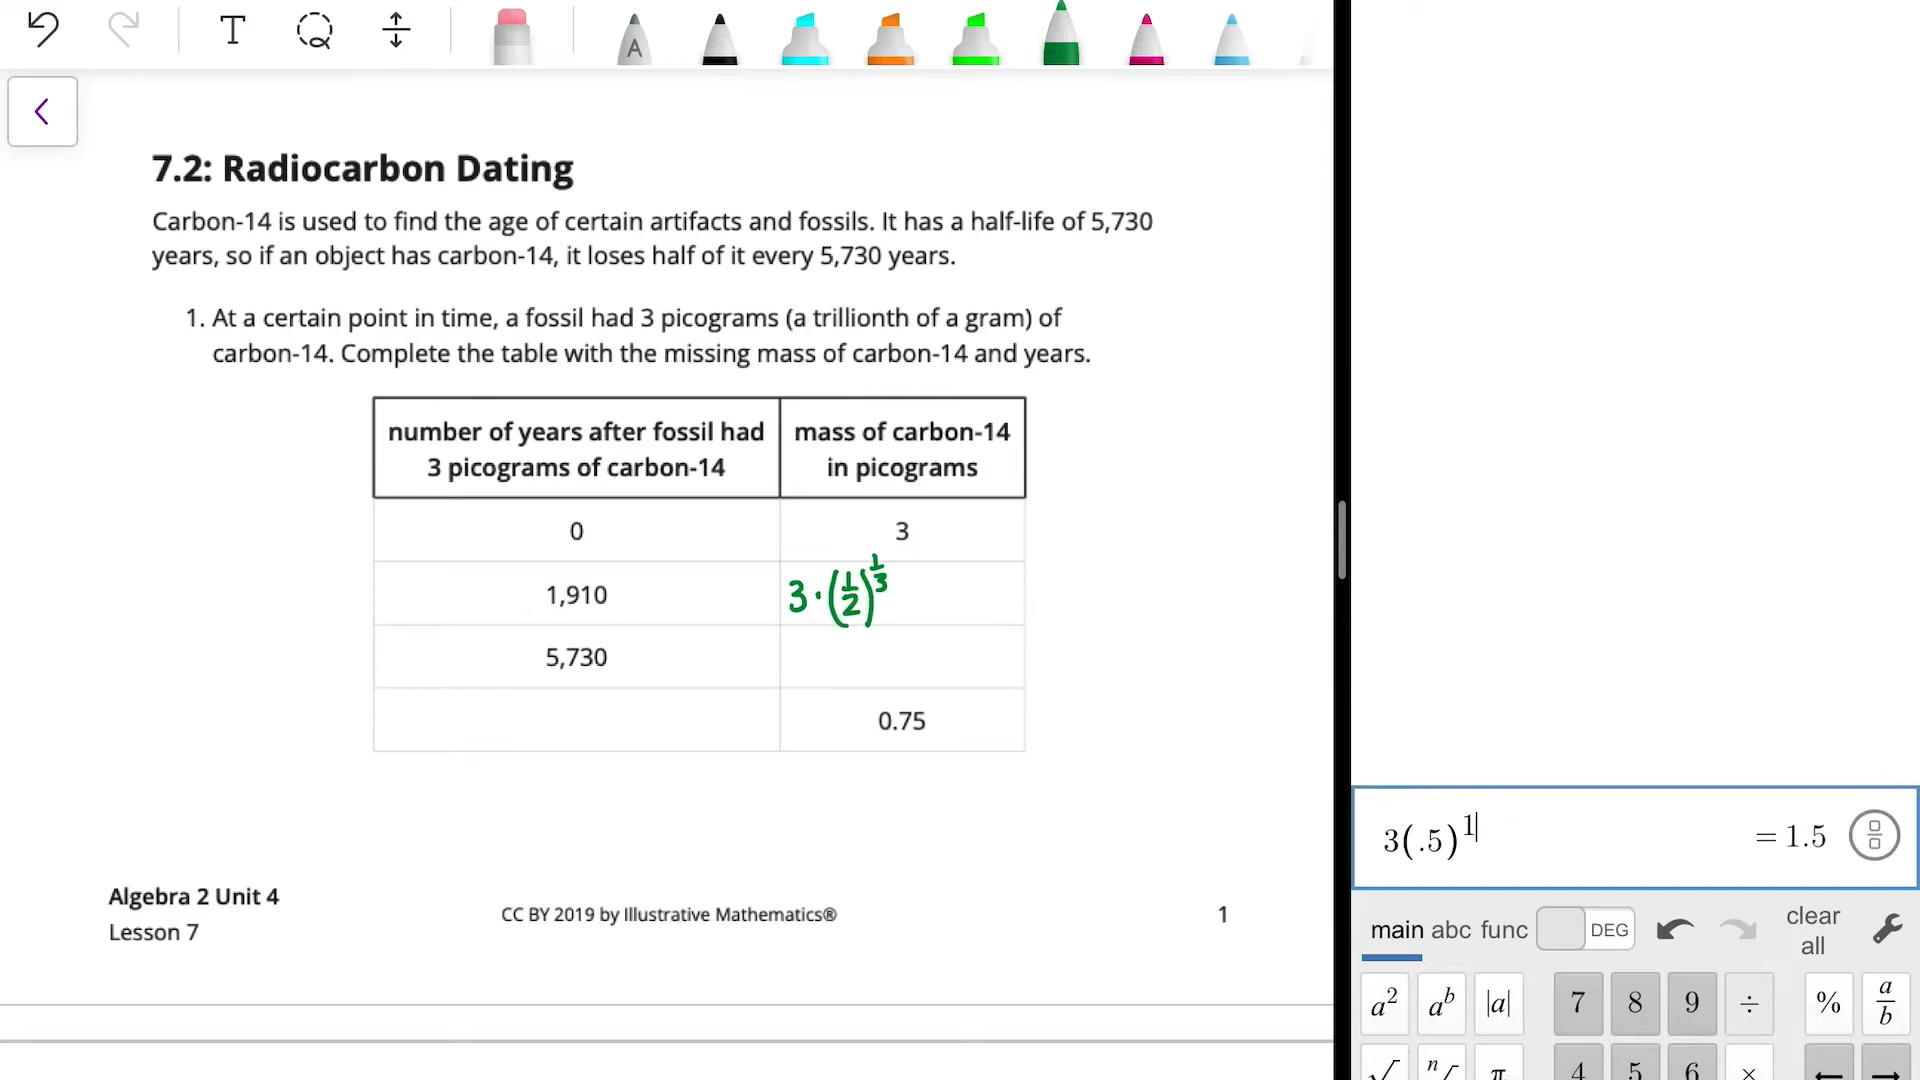 T
A
7.2: Radiocarbon Dating
Carbon-14 is used to find the age of certain artifacts and fossils. It has a half-life of 5,730
years, so if an object has carbon-14, it loses half of it every 5,730 years.
1. At a certain point in time, a fossil had 3 picograms (a trillionth of a gram) of
carbon-14. Complete the table with the missing mass of carbon-14 and years.
number of years after fossil had
3 picograms of carbon-14
mass of carbon-14
in picograms
0
3
1,910
3·(1/2)^1/3
5,730
0.75
Algebra 2 Unit 4
Lesson 7
CC BY 2019 by Illustrative Mathematics®
1
3(.5)^1
= 1.5
main abc func DEG clear
all
a² a^b |a| 7 8 9 ÷ % a/b
√ ⁿ√ π 4 5 6 × ← →